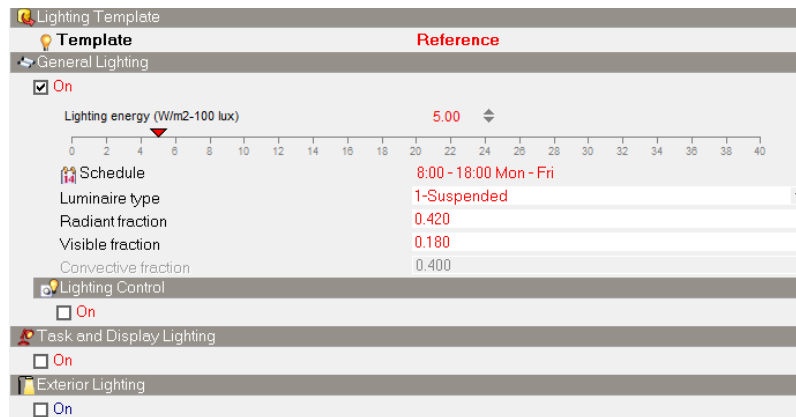 Lighting Template
Template Reference
General Lighting
On
Lighting energy (W/m2-100 lux) 5.00
0 2 4 6 8 10 12 14 16 18 20 22 24 26 28 30 32 34 36 38 40
14 Schedule 8:00 - 18:00 Mon - Fri
Luminaire type 1-Suspended
Radiant fraction 0.420
Visible fraction 0.180
Convective fraction 0.400
Lighting Control
On
Task and Display Lighting
On
Exterior Lighting
On